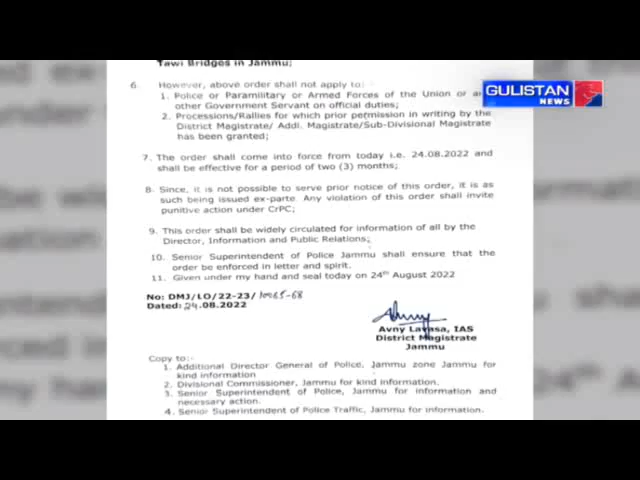 Tawi Bridges in Jammu;
6. However, above order shall not apply to:-
1. Police or Paramilitary or Armed Forces of the Union or any
other Government Servant on official duties;
2. Processions/Rallies for which prior permission in writing by the
District Magistrate/ Addl. Magistrate/Sub-Divisional Magistrate
has been granted;
7. The order shall come into force from today i.e. 24.08.2022 and
shall be effective for a period of two (3) months;
8- Since, it is not possible to serve prior notice of this order, it is as
such being issued ex-parte. Any violation of this order shall invite
punitive action under CrPC;
9. This order shall be widely circulated for information of all by the
Director, Information and Public Relations;
10. Senior Superintendent of Police Jammu shall ensure that the
order be enforced in letter and spirit.
11. Given under my hand and seal today on 24th August 2022
No: DMJ/LO/22-23/10965-68
Dated: 24.08.2022
Avny Lavasa, IAS
District Magistrate
Jammu
Copy to:-
1. Additional Director General of Police, Jammu zone Jammu for
kind information
2. Divisional Commissioner, Jammu for kind information.
3. Senior Superintendent of Police, Jammu for information and
necessary action.
4. Senior Superintendent of Police Traffic, Jammu for information.
GULISTAN
NEWS